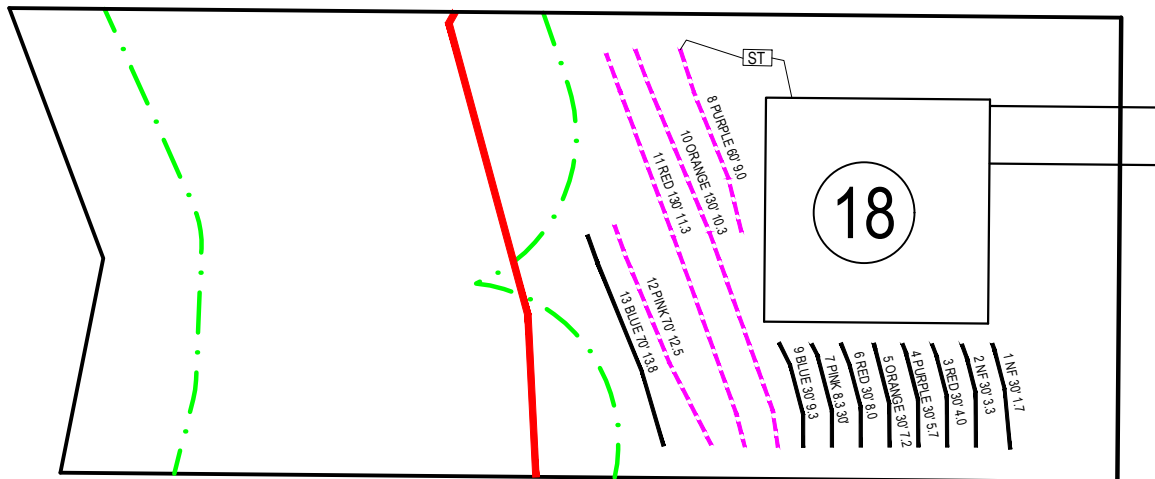 ST
18
8 PURPLE 60' 9.0
10 ORANGE 130' 10.3
11 RED 130' 11.3
12 PINK 70' 12.5
13 BLUE 70' 13.8
9 BLUE 30' 9.3
7 PINK 8.3 30'
6 RED 30' 8.0
5 ORANGE 30' 7.2
4 PURPLE 30' 5.7
3 RED 30' 4.0
2 NF 30' 3.3
1 NF 30' 1.7